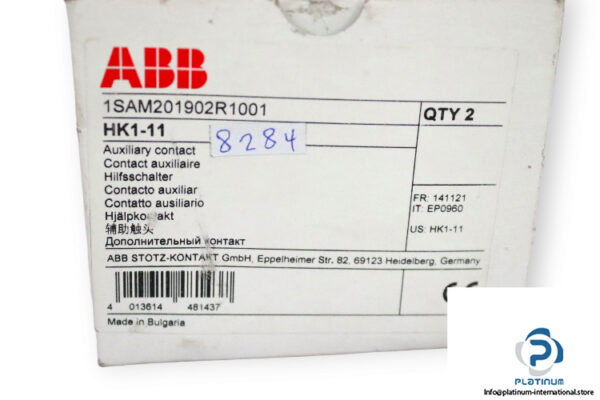 ABB
1SAM201902R1001
QTY 2
HK1-11
8284
Auxiliary contact
Contact auxiliaire
Hilfsschalter
Contacto auxiliar
Contatto ausiliario
Hjälpkontakt
辅助触头
Дополнительный контакт
FR: 141121
IT: EP0960
US: HK1-11
ABB STOTZ-KONTAKT GmbH, Eppelheimer Str. 82, 69123 Heidelberg, Germany
4 013614 481437
CE
Made in Bulgaria
PLATINUM
Info@platinum-international.store